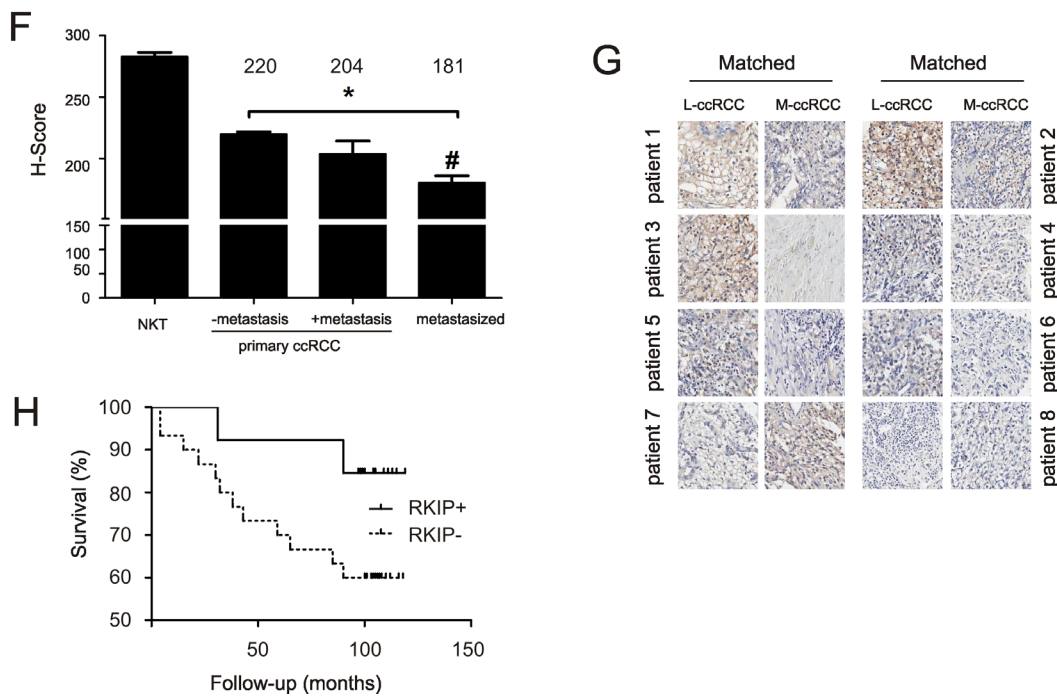 F
300
250
200
150
100
50
0
H-Score
220 204 181
*
#
NKT
-metastasis +metastasis metastasized
primary ccRCC
G
Matched Matched
L-ccRCC M-ccRCC L-ccRCC M-ccRCC
patient 1
patient 2
patient 3
patient 4
patient 5
patient 6
patient 7
patient 8
H
100
90
80
70
60
50
Survival (%)
RKIP+
RKIP-
50 100 150
Follow-up (months)